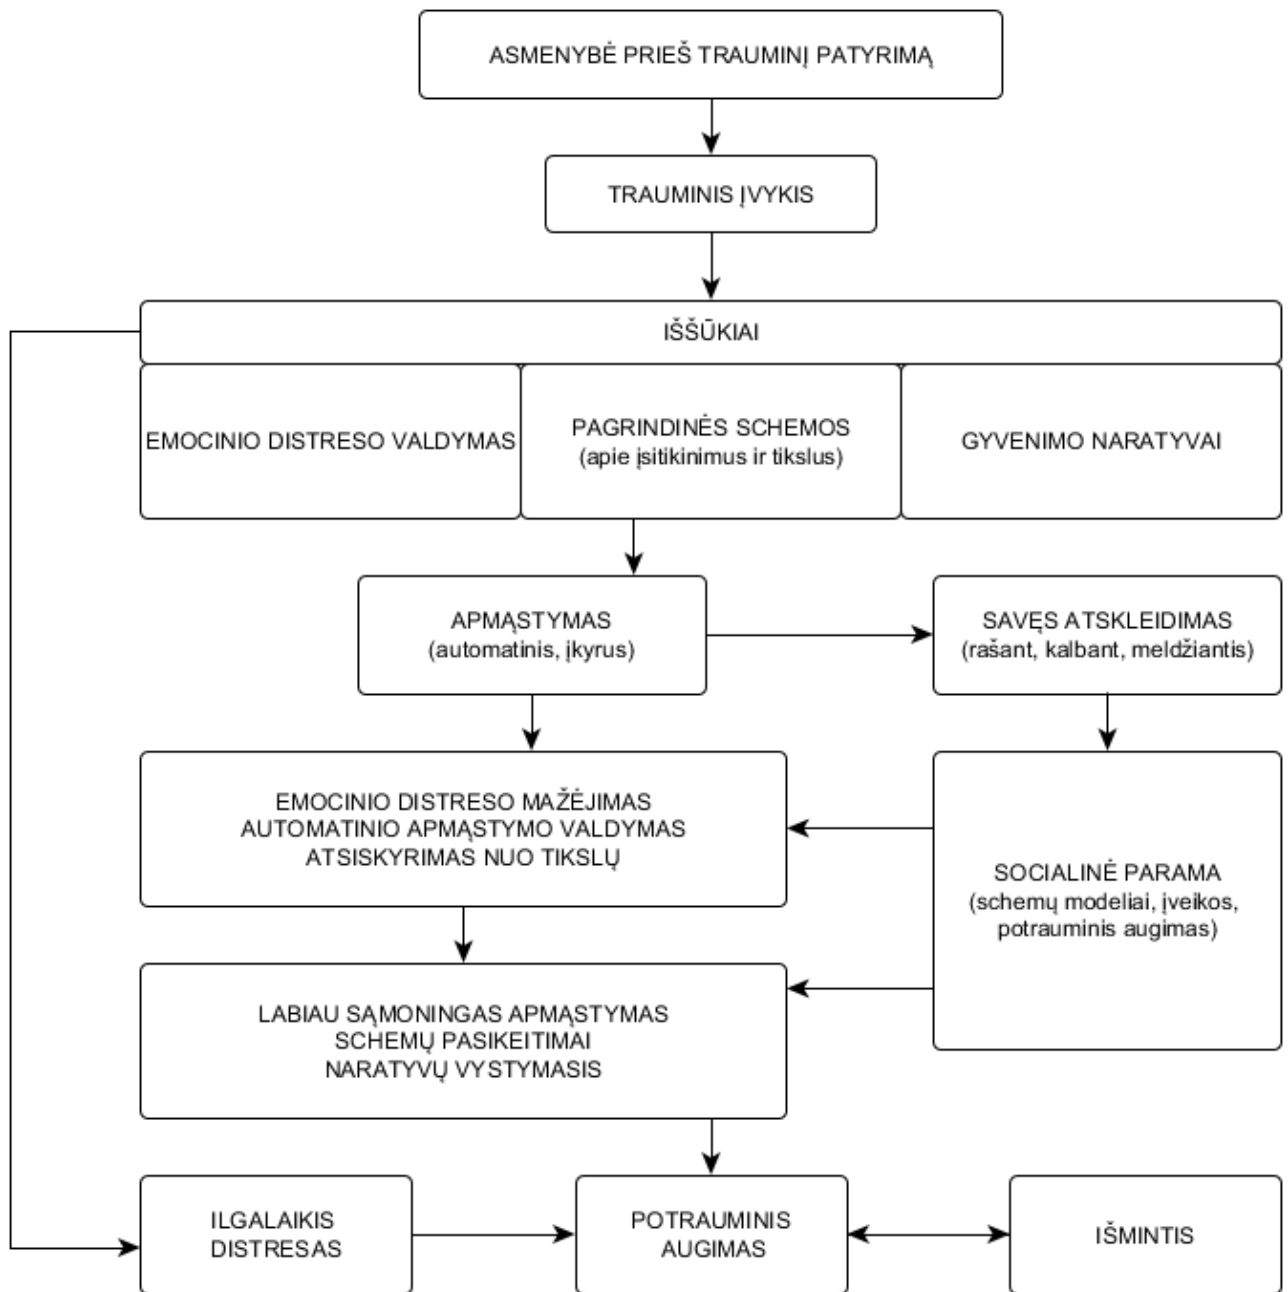 ASMENYBĖ PRIEŠ TRAUMINĮ PATYRIMĄ
TRAUMINIS ĮVYKIS
IŠŠŪKIAI
EMOCINIO DISTRESO VALDYMAS
PAGRINDINĖS SCHEMOS
(apie įsitikinimus ir tikslus)
GYVENIMO NARATYVAI
APMĄSTYMAS
(automatinis, įkyrus)
SAVĘS ATSKLEIDIMAS
(rašant, kalbant, meldžiantis)
EMOCINIO DISTRESO MAŽĖJIMAS
AUTOMATINIO APMĄSTYMO VALDYMAS
ATSISKYRIMAS NUO TIKSLŲ
SOCIALINĖ PARAMA
(schemų modeliai, įveikos,
potrauminis augimas)
LABIAU SĄMONINGAS APMĄSTYMAS
SCHEMŲ PASIKEITIMAI
NARATYVŲ VYSTYMASIS
ILGALAIKIS
DISTRESAS
POTRAUMINIS
AUGIMAS
IŠMINTIS